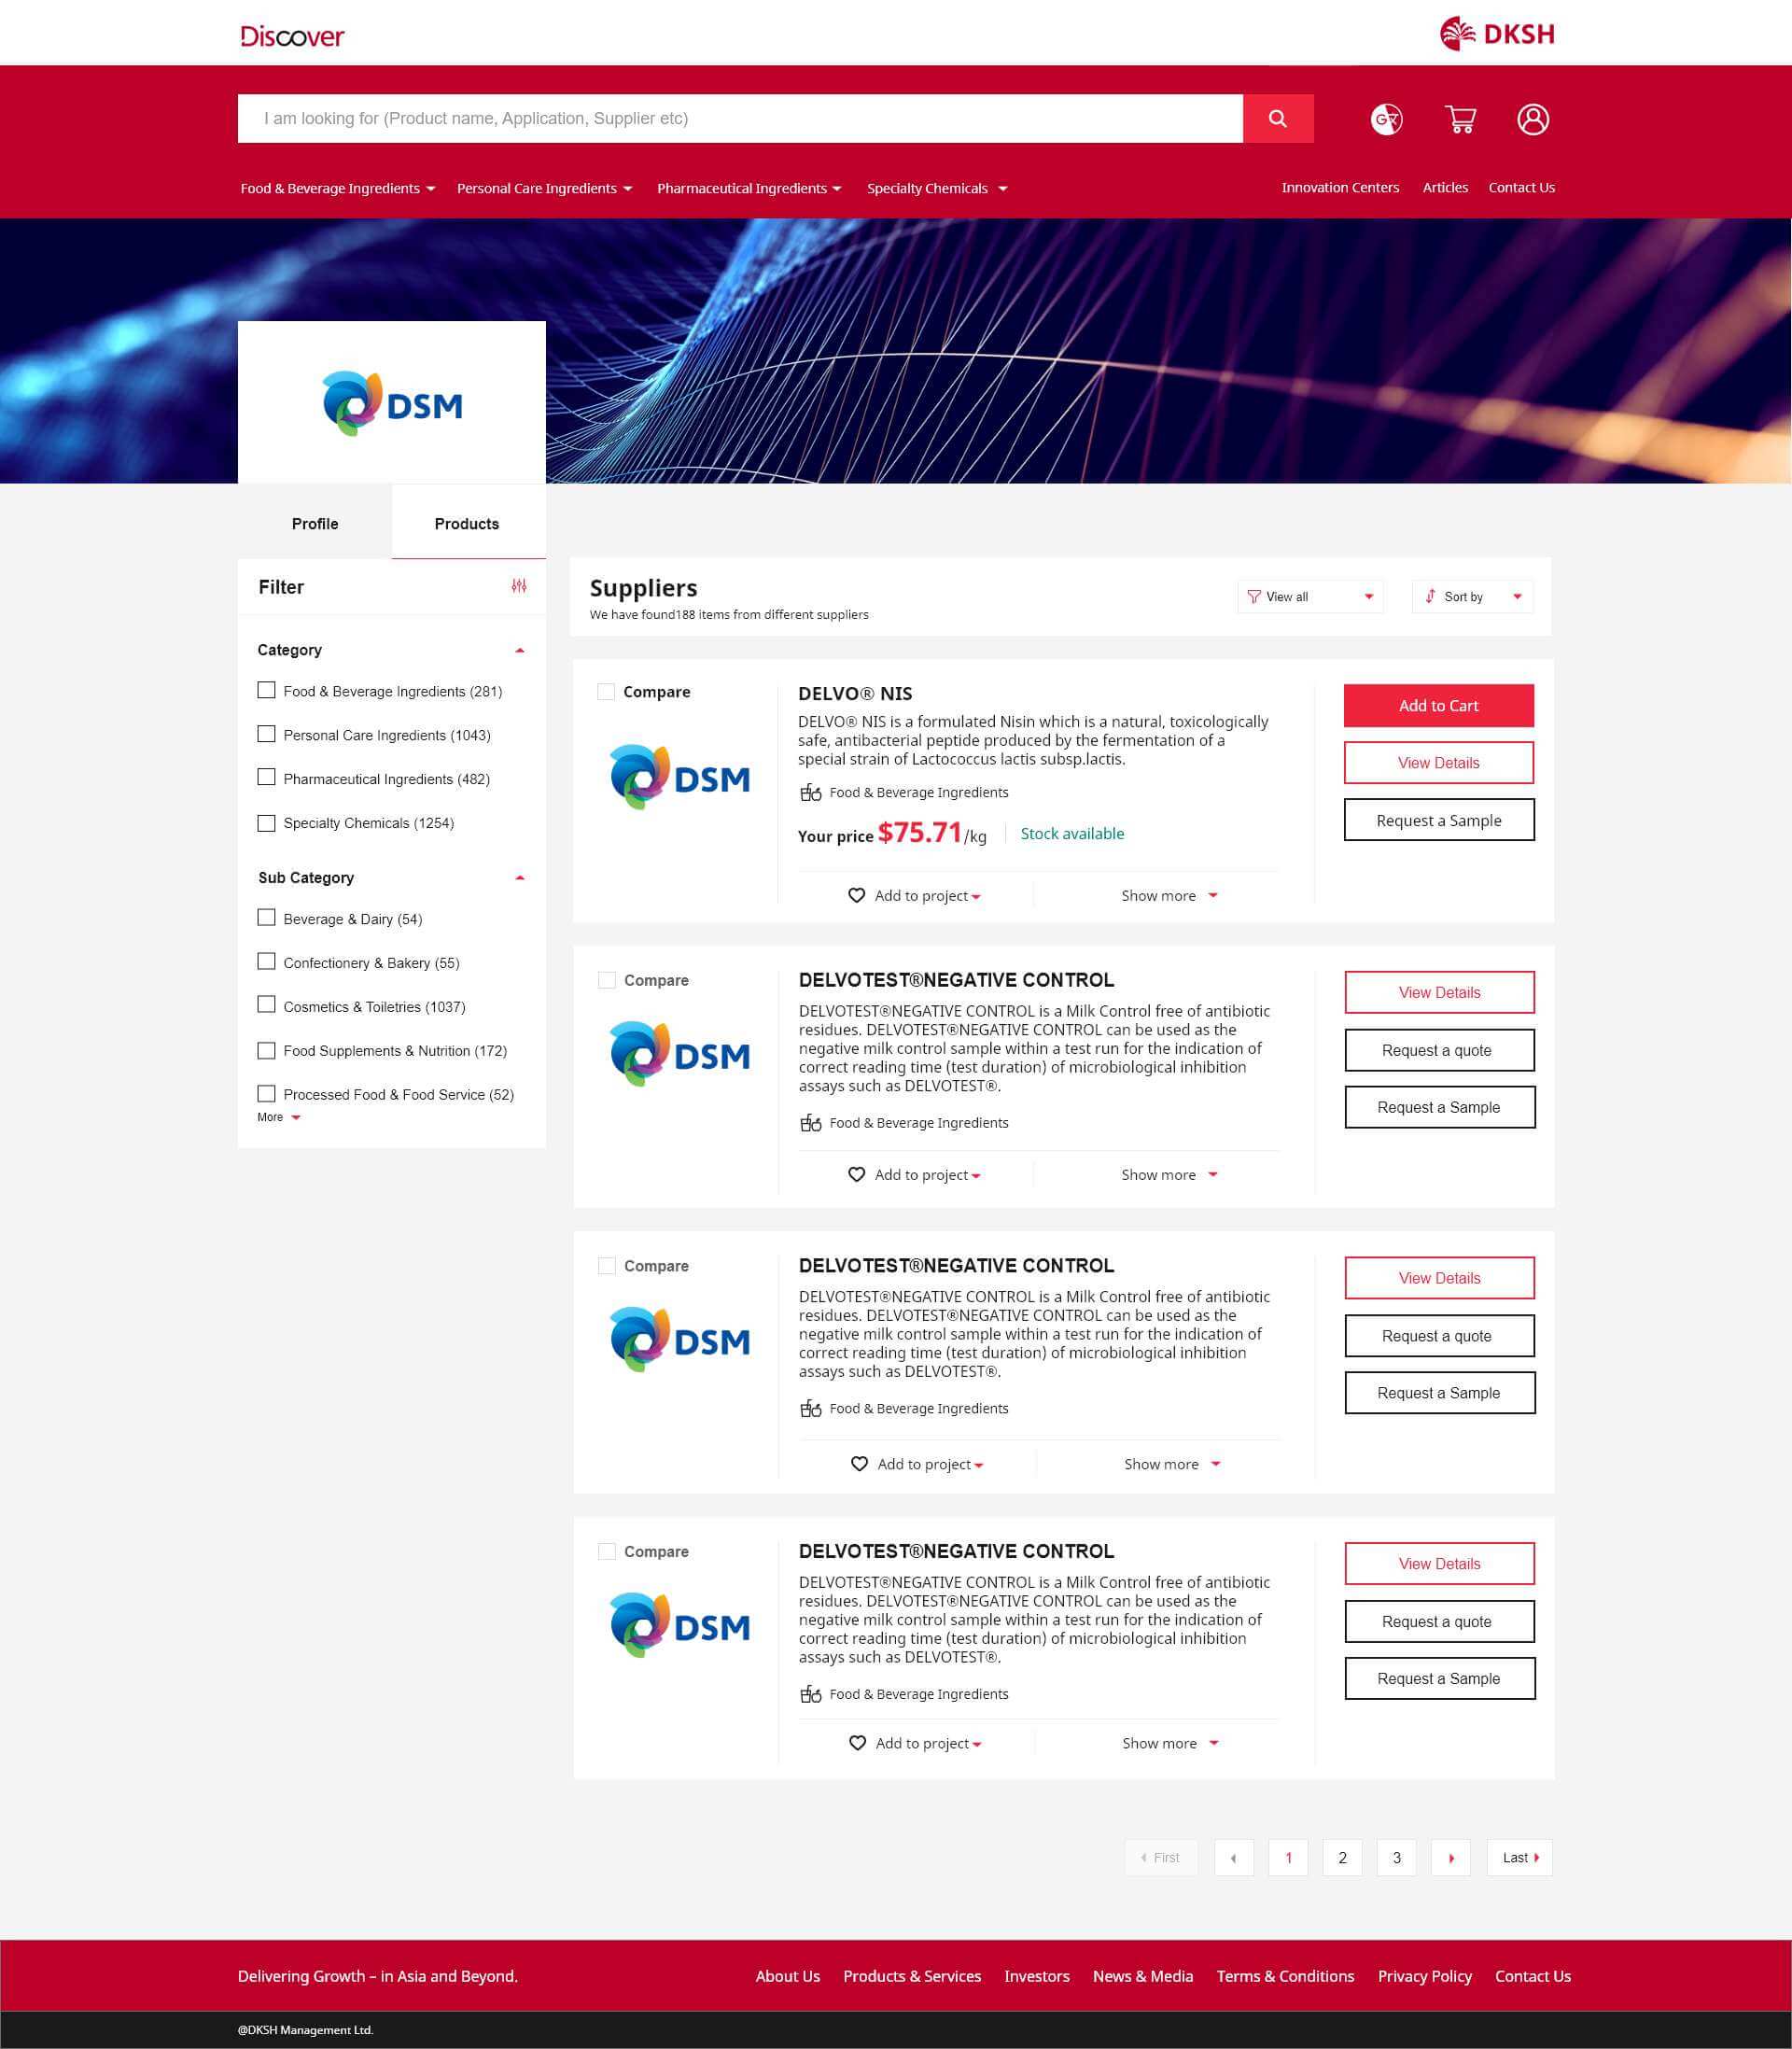 Discover
DKSH
I am looking for (Product name, Application, Supplier etc)
Food & Beverage Ingredients
Personal Care Ingredients
Pharmaceutical Ingredients
Specialty Chemicals
Innovation Centers
Articles
Contact Us
DSM
Profile
Products
Filter
Category
Food & Beverage Ingredients (281)
Personal Care Ingredients (1043)
Pharmaceutical Ingredients (482)
Specialty Chemicals (1254)
Sub Category
Beverage & Dairy (54)
Confectionery & Bakery (55)
Cosmetics & Toiletries (1037)
Food Supplements & Nutrition (172)
Processed Food & Food Service (52)
More
Suppliers
We have found188 items from different suppliers
View all
Sort by
Compare
DSM
DELVO® NIS
DELVO® NIS is a formulated Nisin which is a natural, toxicologically
safe, antibacterial peptide produced by the fermentation of a
special strain of Lactococcus lactis subsp.lactis.
Food & Beverage Ingredients
Your price $75.71/kg
Stock available
Add to project
Show more
Add to Cart
View Details
Request a Sample
Compare
DSM
DELVOTEST®NEGATIVE CONTROL
DELVOTEST®NEGATIVE CONTROL is a Milk Control free of antibiotic
residues. DELVOTEST®NEGATIVE CONTROL can be used as the
negative milk control sample within a test run for the indication of
correct reading time (test duration) of microbiological inhibition
assays such as DELVOTEST®.
Food & Beverage Ingredients
Add to project
Show more
View Details
Request a quote
Request a Sample
Compare
DSM
DELVOTEST®NEGATIVE CONTROL
DELVOTEST®NEGATIVE CONTROL is a Milk Control free of antibiotic
residues. DELVOTEST®NEGATIVE CONTROL can be used as the
negative milk control sample within a test run for the indication of
correct reading time (test duration) of microbiological inhibition
assays such as DELVOTEST®.
Food & Beverage Ingredients
Add to project
Show more
View Details
Request a quote
Request a Sample
Compare
DSM
DELVOTEST®NEGATIVE CONTROL
DELVOTEST®NEGATIVE CONTROL is a Milk Control free of antibiotic
residues. DELVOTEST®NEGATIVE CONTROL can be used as the
negative milk control sample within a test run for the indication of
correct reading time (test duration) of microbiological inhibition
assays such as DELVOTEST®.
Food & Beverage Ingredients
Add to project
Show more
View Details
Request a quote
Request a Sample
First
1
2
3
Last
Delivering Growth – in Asia and Beyond.
About Us
Products & Services
Investors
News & Media
Terms & Conditions
Privacy Policy
Contact Us
@DKSH Management Ltd.